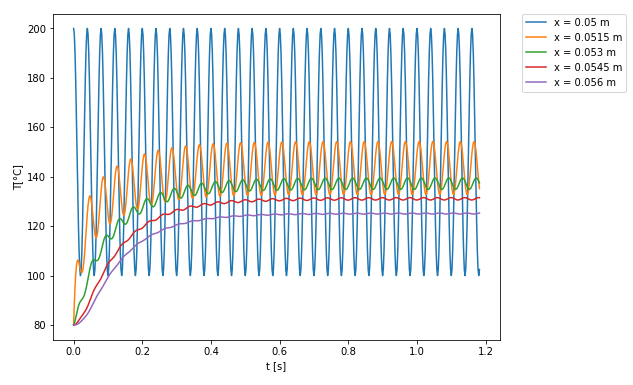 x = 0.05 m
x = 0.0515 m
x = 0.053 m
x = 0.0545 m
x = 0.056 m
T[°C]
200
180
160
140
120
100
80
0.0 0.2 0.4 0.6 0.8 1.0 1.2
t [s]